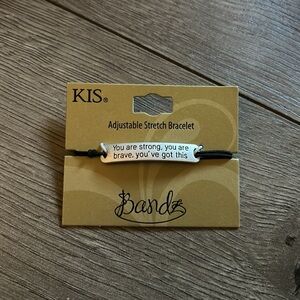 KIS®
Adjustable Stretch Bracelet
You are strong, you are
brave, you've got this
Bandz